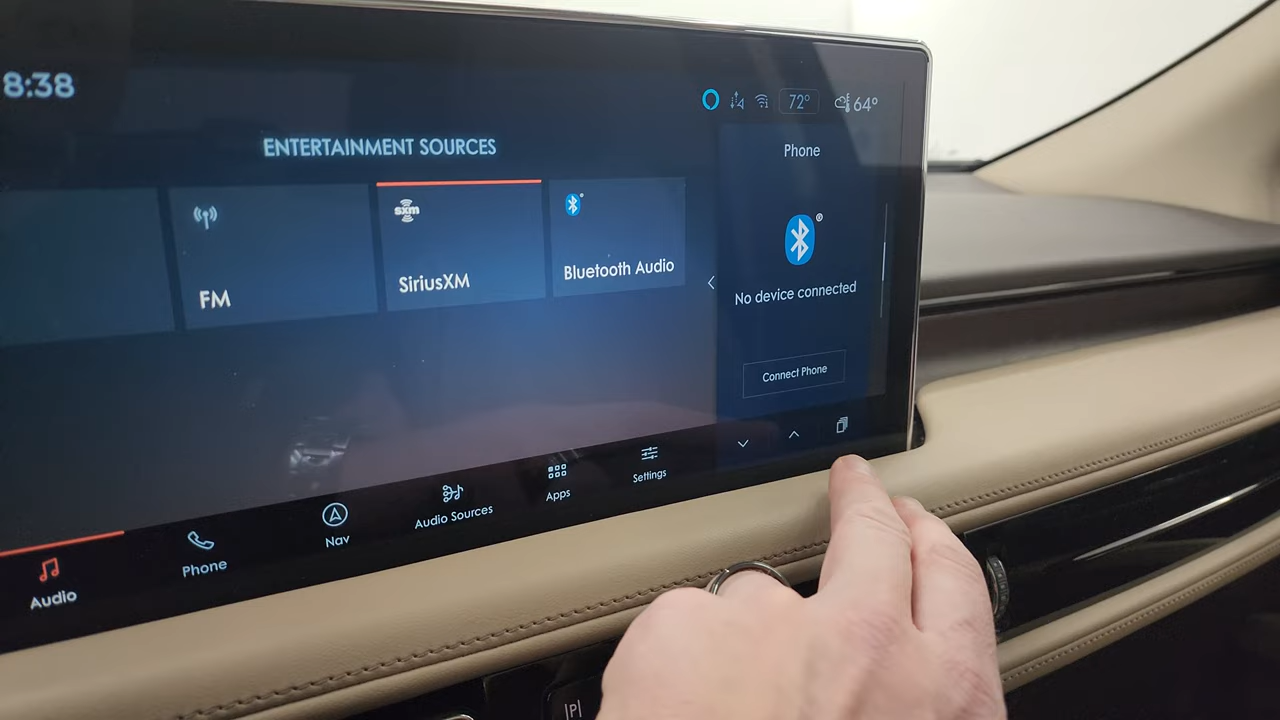 8:38
72°
64°
ENTERTAINMENT SOURCES
Phone
FM
sxm
SiriusXM
Bluetooth Audio
®
No device connected
Connect Phone
Audio
Phone
Nav
Audio Sources
Apps
Settings
|P|